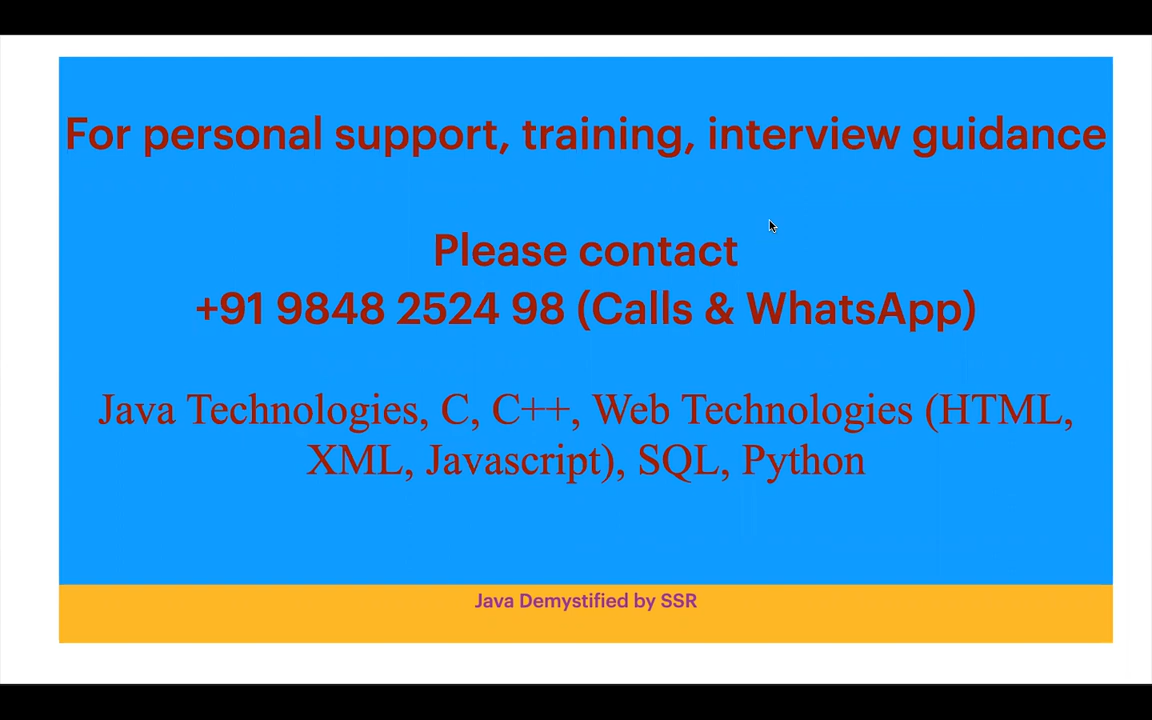 For personal support, training, interview guidance
Please contact
+91 9848 2524 98 (Calls & WhatsApp)
Java Technologies, C, C++, Web Technologies (HTML,
XML, Javascript), SQL, Python
Java Demystified by SSR